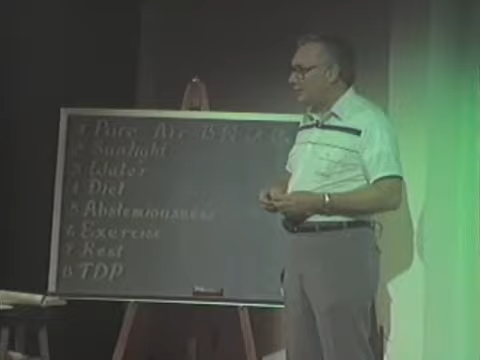 1. Pure Air
2. Sunlight
3. Water
4. Diet
5. Abstemiousness
6. Exercise
7. Rest
8. TDP